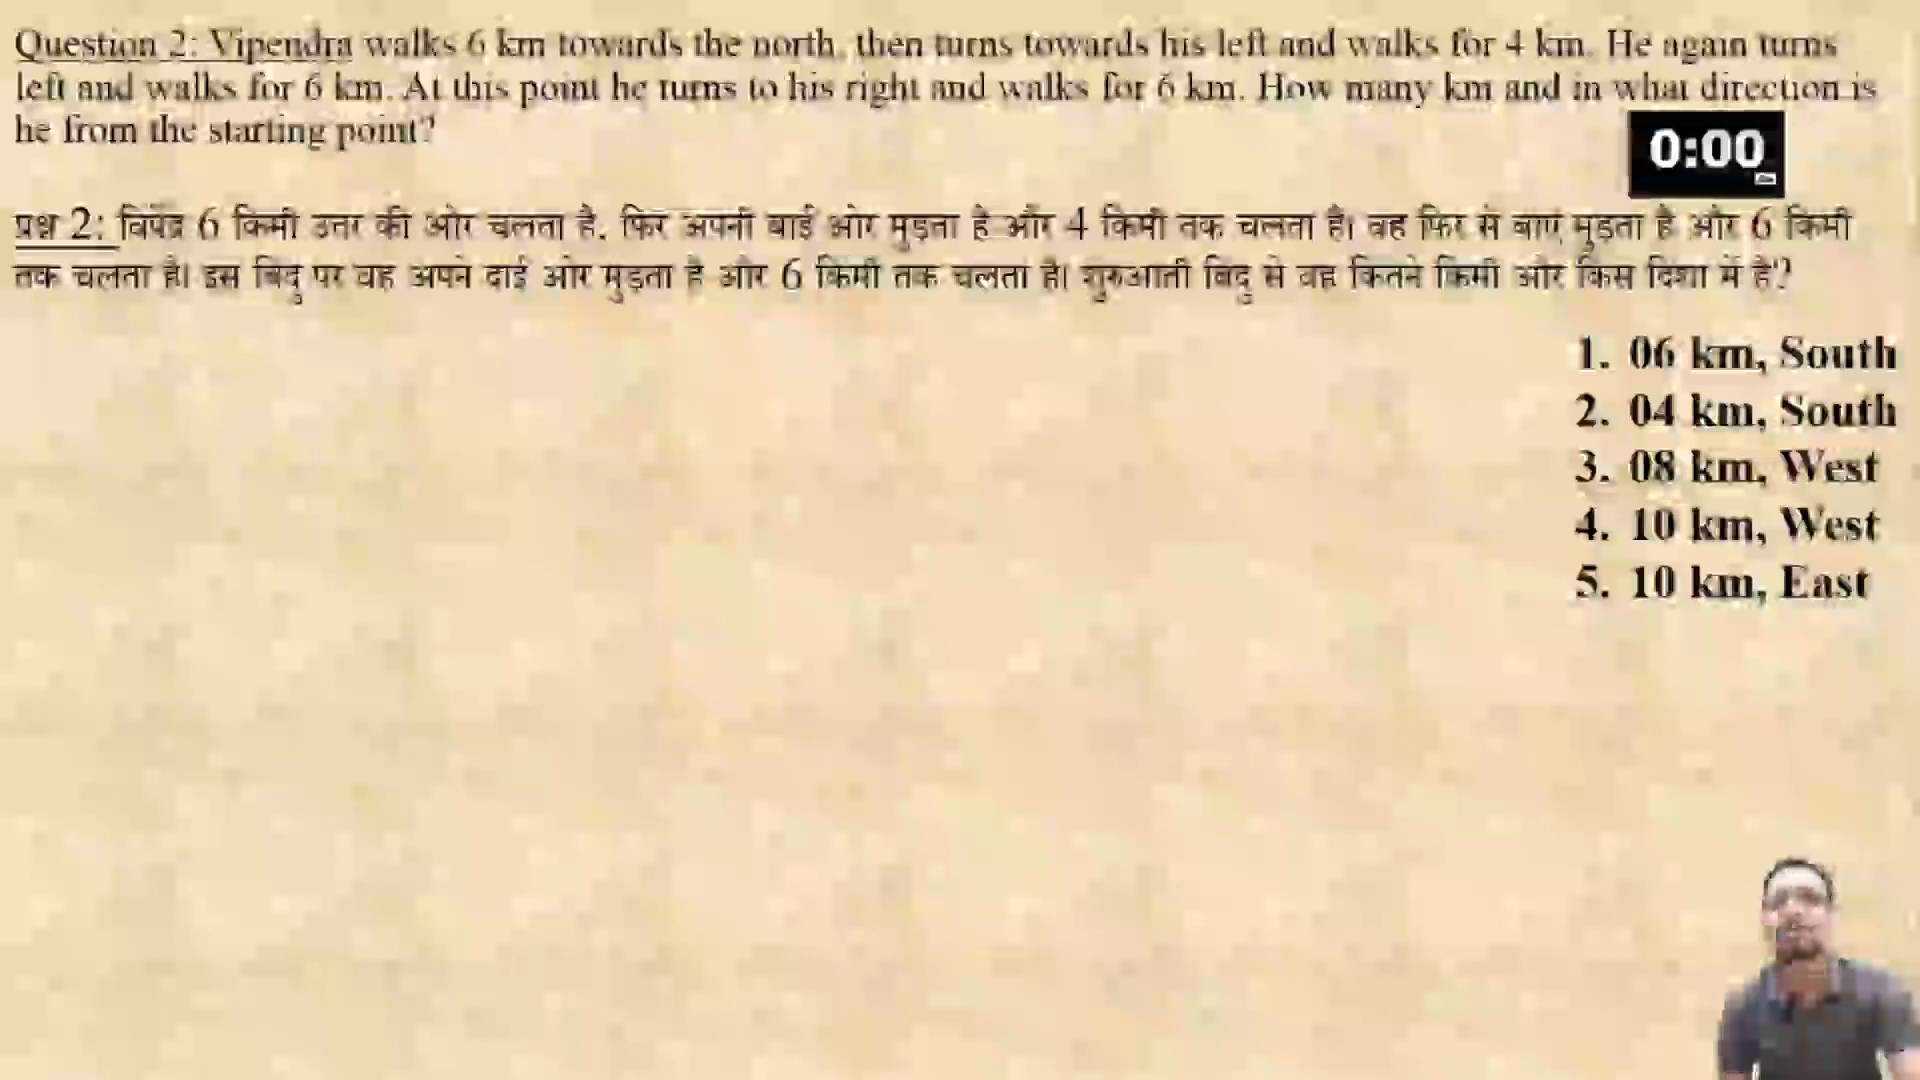 Question 2: Vipendra walks 6 km towards the north, then turns towards his left and walks for 4 km. He again turns
left and walks for 6 km. At this point he turns to his right and walks for 6 km. How many km and in what direction is
he from the starting point?
0:00
प्रश्न 2: विपेंद्र 6 किमी उत्तर की ओर चलता है, फिर अपनी बाईं ओर मुड़ता है और 4 किमी तक चलता है। वह फिर से बाएं मुड़ता है और 6 किमी
तक चलता है। इस बिंदु पर वह अपने दाईं ओर मुड़ता है और 6 किमी तक चलता है। शुरुआती बिंदु से वह कितने किमी और किस दिशा में है?
1. 06 km, South
2. 04 km, South
3. 08 km, West
4. 10 km, West
5. 10 km, East